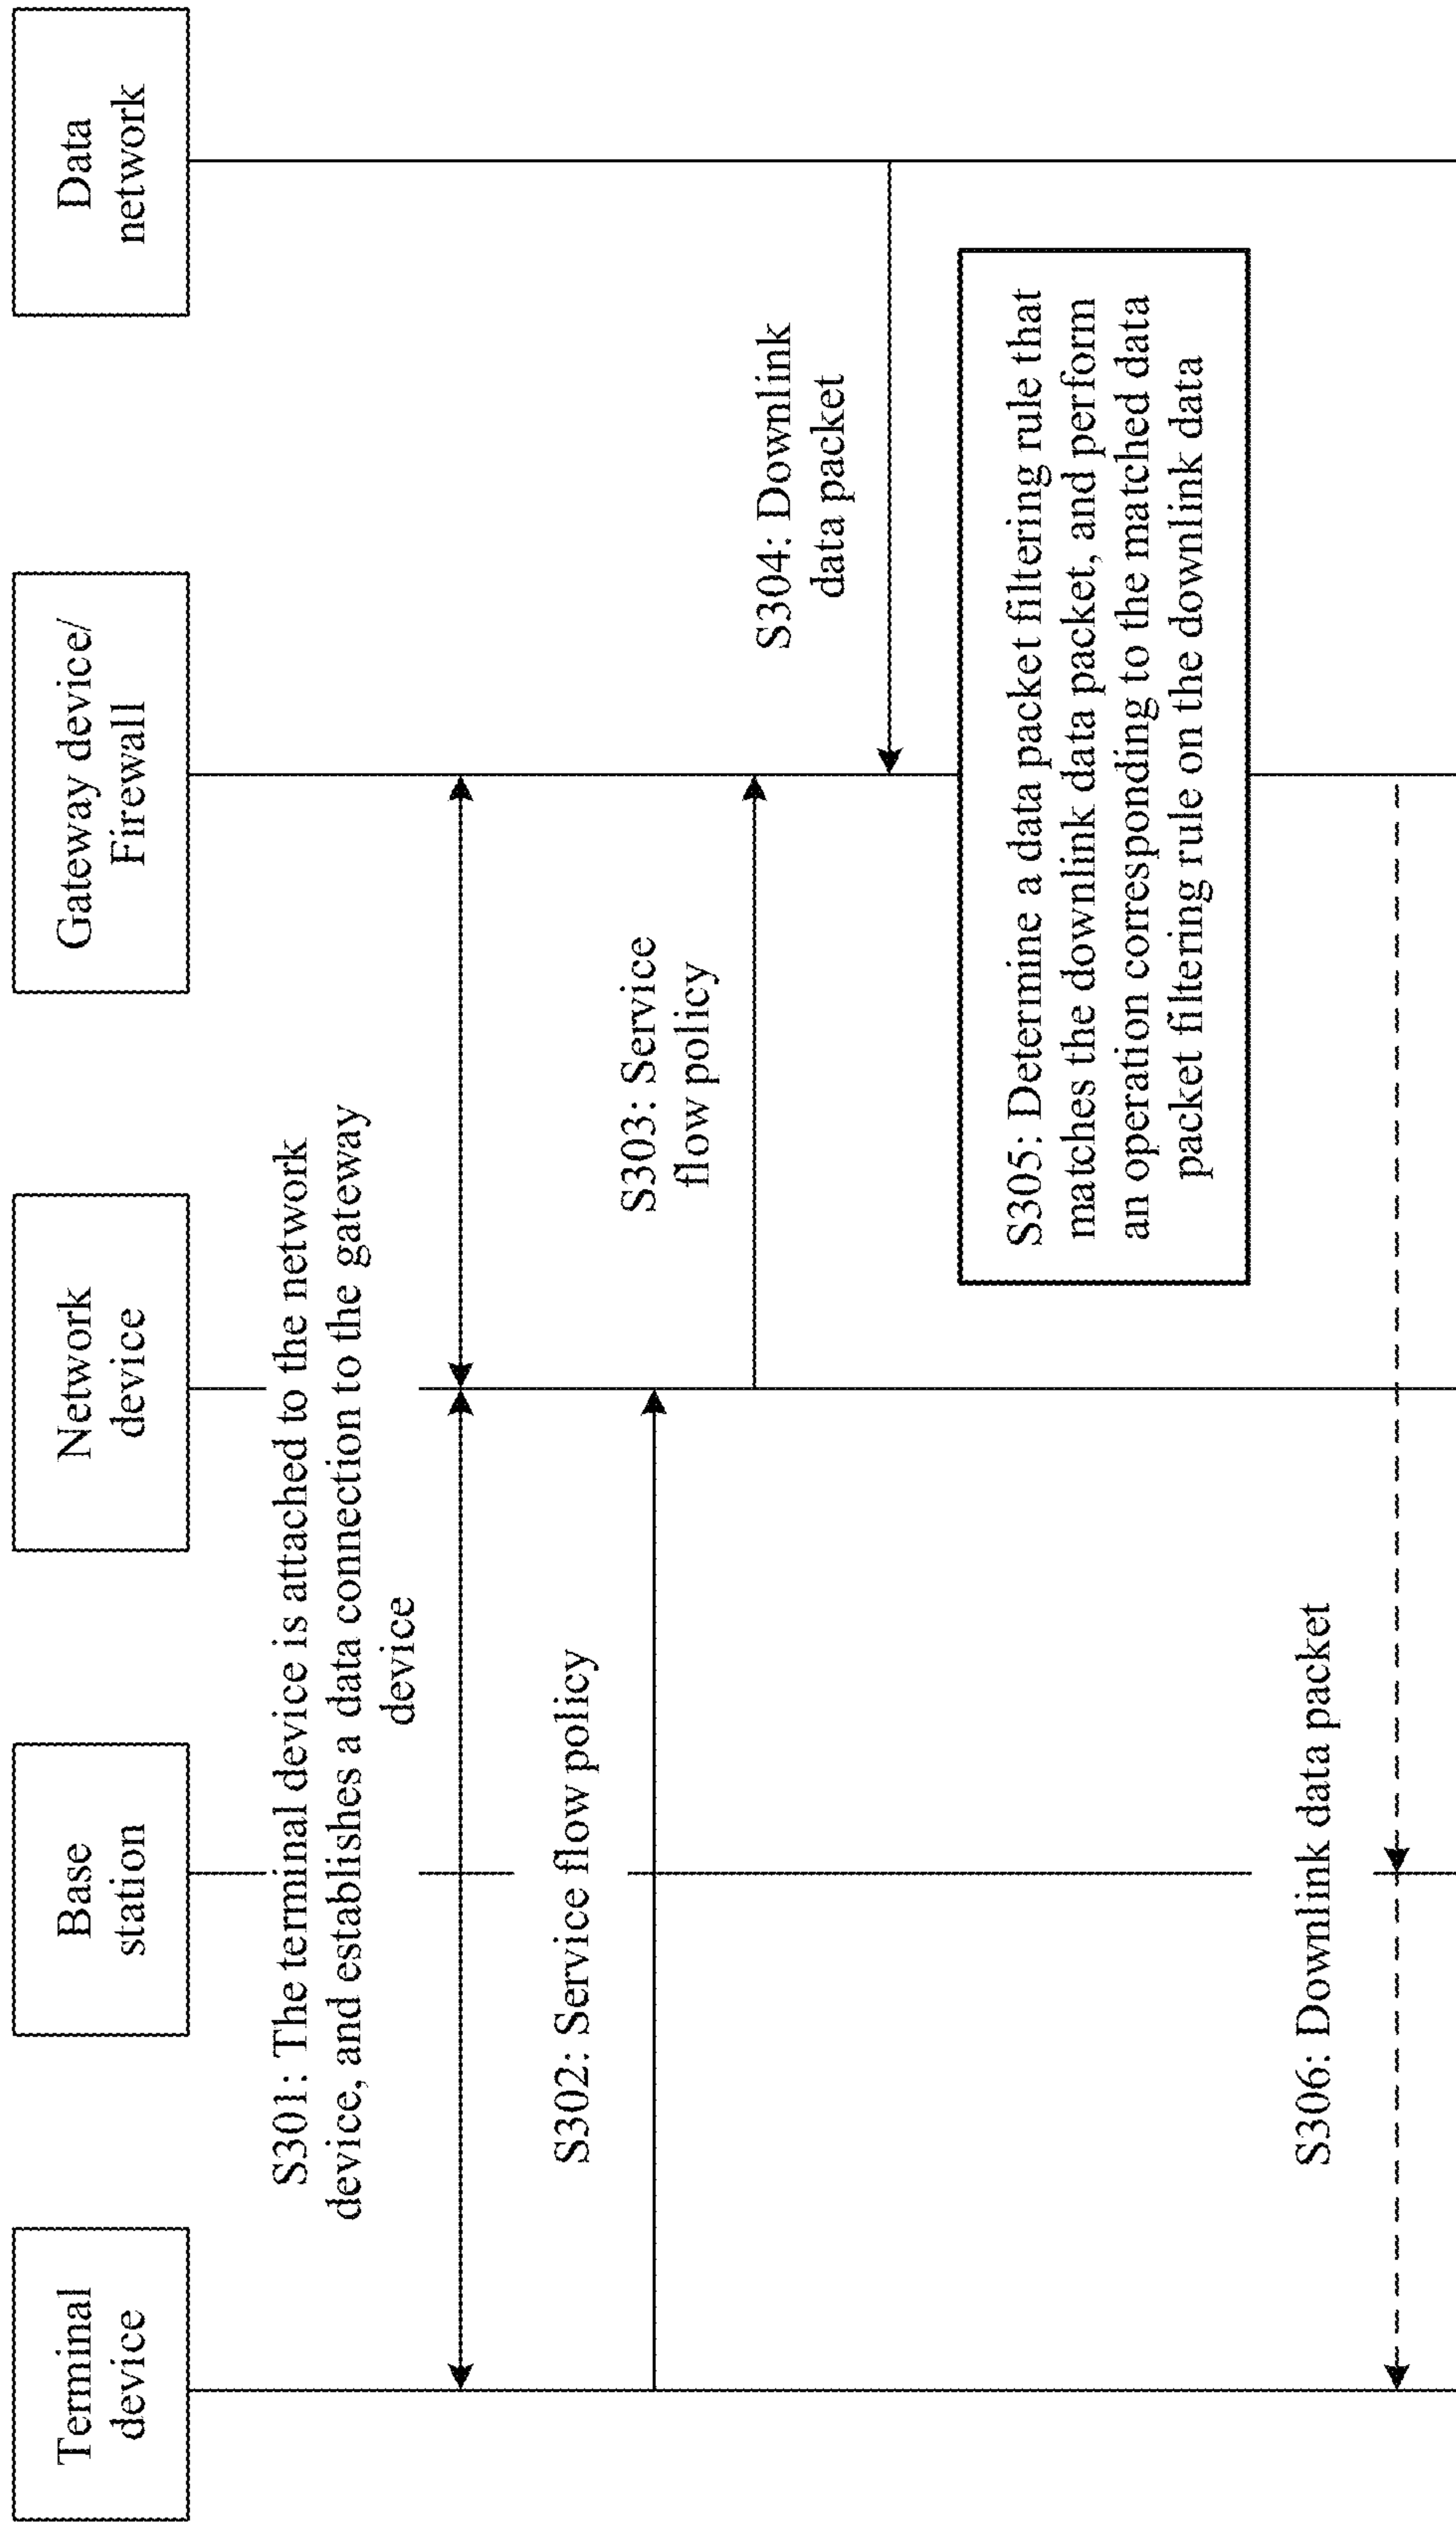 Terminal
device
Base
station
Network
device
Gateway device/
Firewall
Data
network
S301: The terminal device is attached to the network
device, and establishes a data connection to the gateway
device
S302: Service flow policy
S303: Service
flow policy
S304: Downlink
data packet
S305: Determine a data packet filtering rule that
matches the downlink data packet, and perform
an operation corresponding to the matched data
packet filtering rule on the downlink data
S306: Downlink data packet